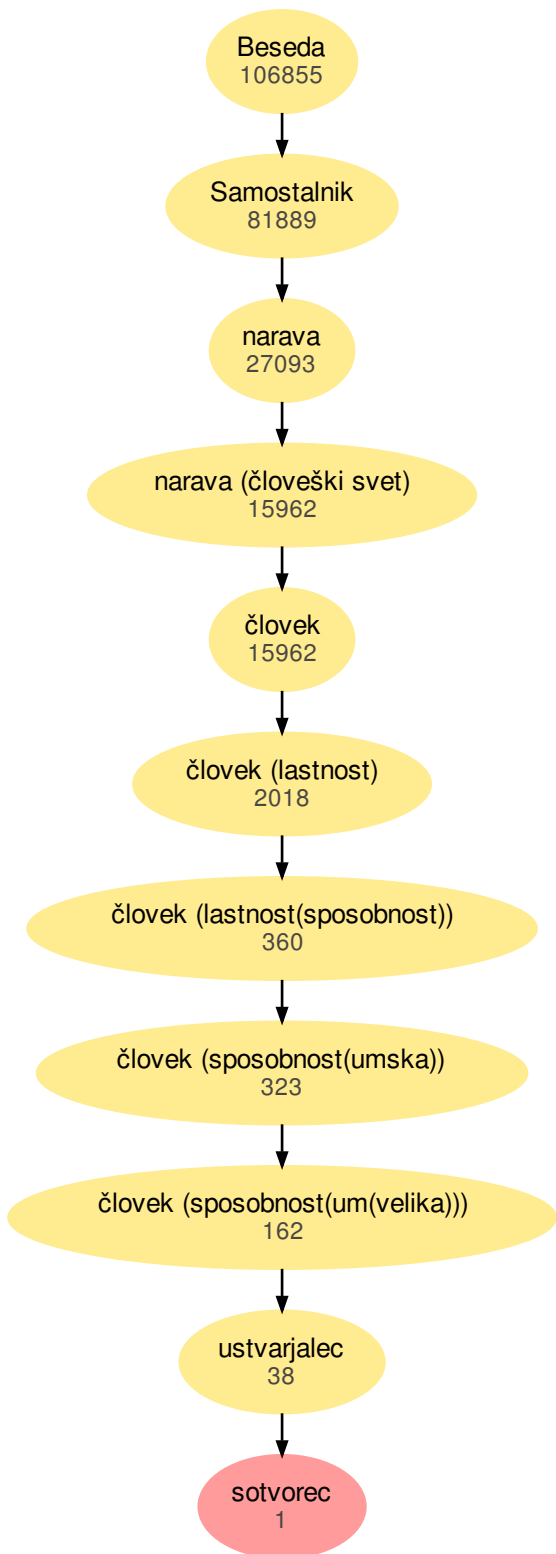 Beseda
106855
Samostalnik
81889
narava
27093
narava (človeški svet)
15962
človek
15962
človek (lastnost)
2018
človek (lastnost(sposobnost))
360
človek (sposobnost(umska))
323
človek (sposobnost(um(velika)))
162
ustvarjalec
38
sotvorec
1